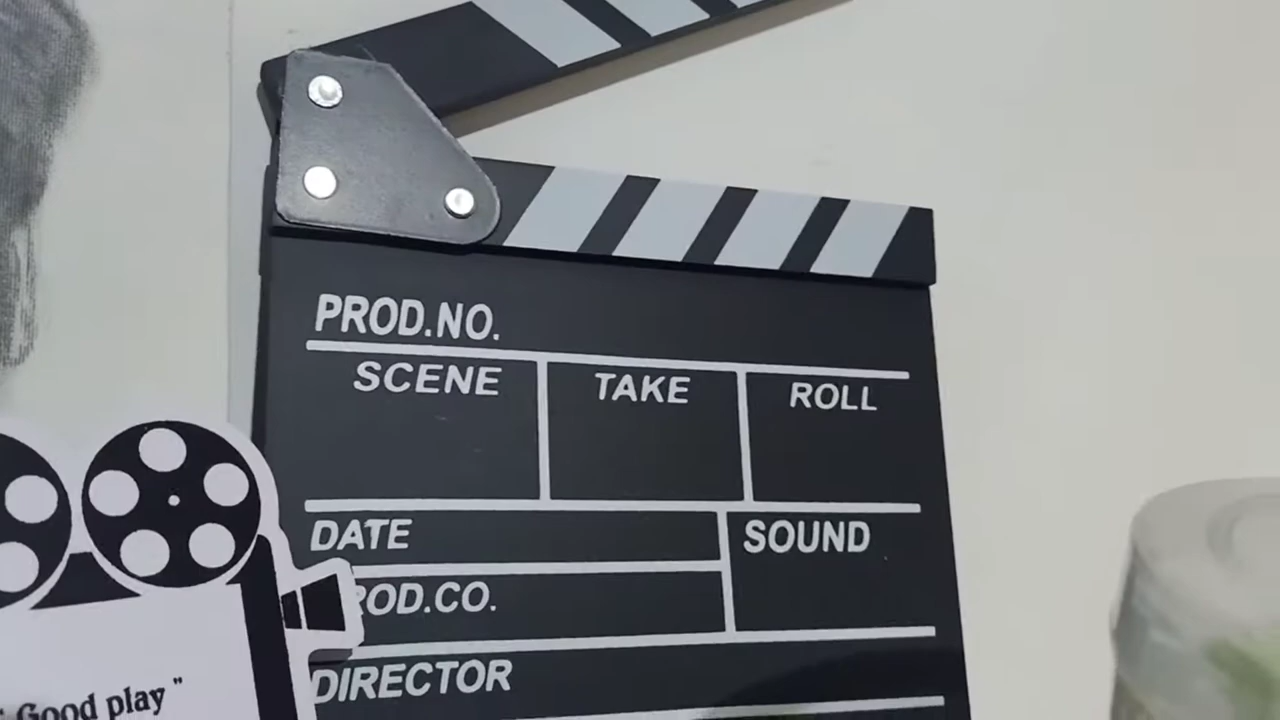 PROD.NO.
SCENE TAKE ROLL
DATE SOUND
ROD.CO.
DIRECTOR
Good play "